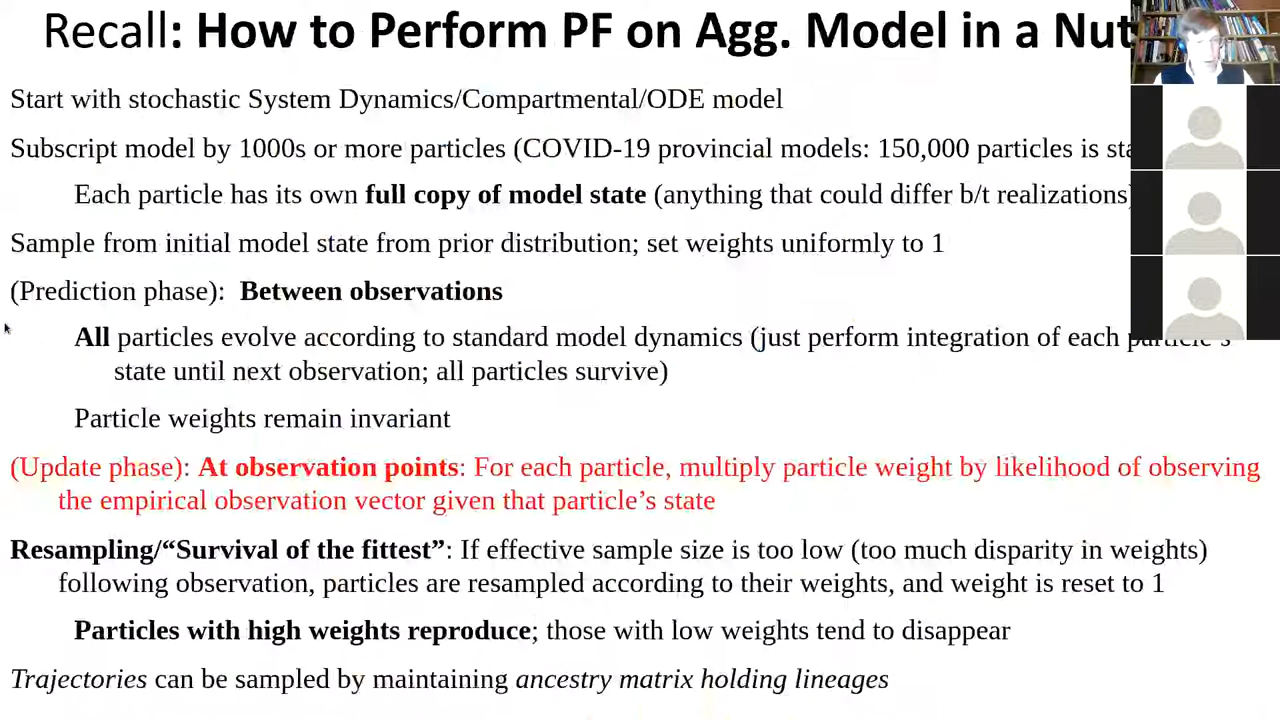 Recall: How to Perform PF on Agg. Model in a Nut
Start with stochastic System Dynamics/Compartmental/ODE model
Subscript model by 1000s or more particles (COVID-19 provincial models: 150,000 particles is
Each particle has its own full copy of model state (anything that could differ b/t realizations)
Sample from initial model state from prior distribution; set weights uniformly to 1
(Prediction phase): Between observations
All particles evolve according to standard model dynamics (just perform integration of each particle's
state until next observation; all particles survive)
Particle weights remain invariant
(Update phase): At observation points: For each particle, multiply particle weight by likelihood of observing
the empirical observation vector given that particle’s state
Resampling/“Survival of the fittest”: If effective sample size is too low (too much disparity in weights)
following observation, particles are resampled according to their weights, and weight is reset to 1
Particles with high weights reproduce; those with low weights tend to disappear
Trajectories can be sampled by maintaining ancestry matrix holding lineages